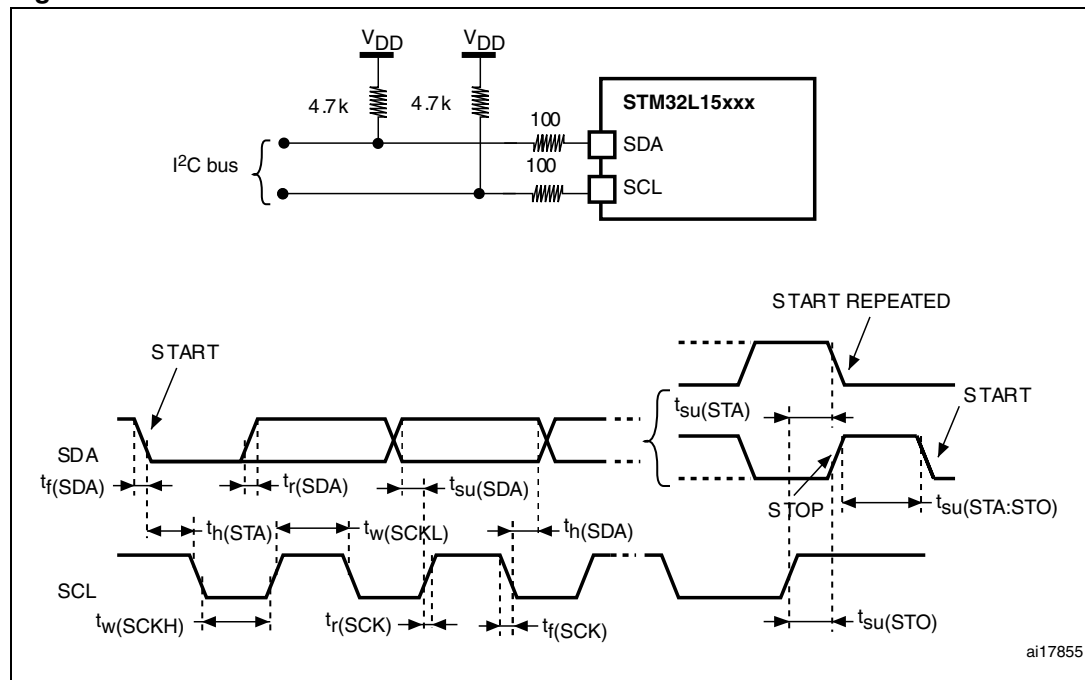 VDD
VDD
STM32L15xxx
4.7k
4.7k
100
SDA
100
I²C bus
SCL
START REPEATED
START
tsu(STA)
START
SDA
tf(SDA)
tr(SDA)
tsu(SDA)
STOP
tsu(STA:STO)
th(STA)
tw(SCKL)
th(SDA)
SCL
tw(SCKH)
tr(SCK)
tf(SCK)
tsu(STO)
ai17855